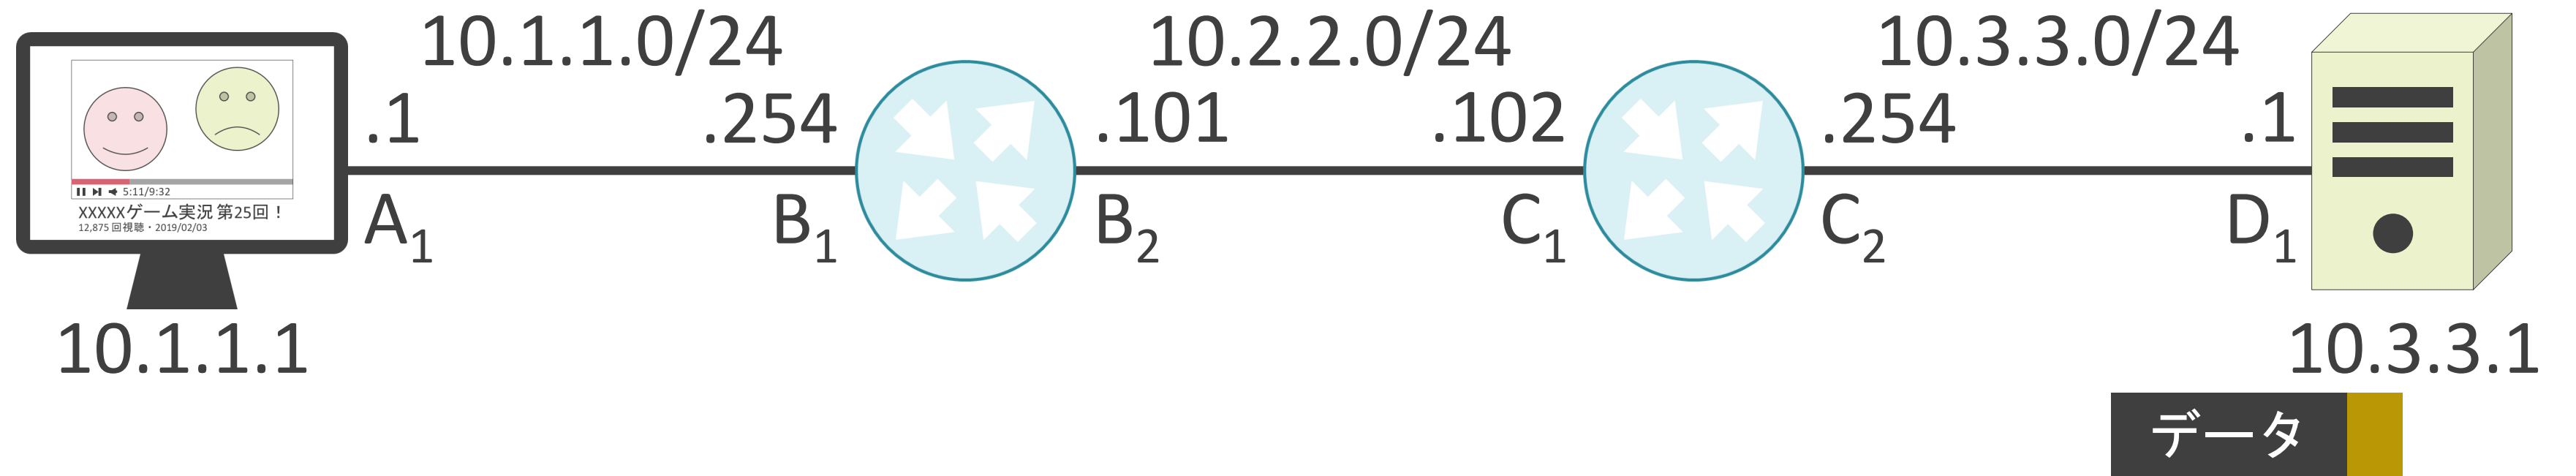 10.1.1.0/24
10.2.2.0/24
10.3.3.0/24
.1
.254
.101
.102
.254
.1
5:11/9:32
XXXXXゲーム実況 第25回！
12,875 回視聴・2019/02/03
A1
B1
B2
C1
C2
D1
10.1.1.1
10.3.3.1
データ